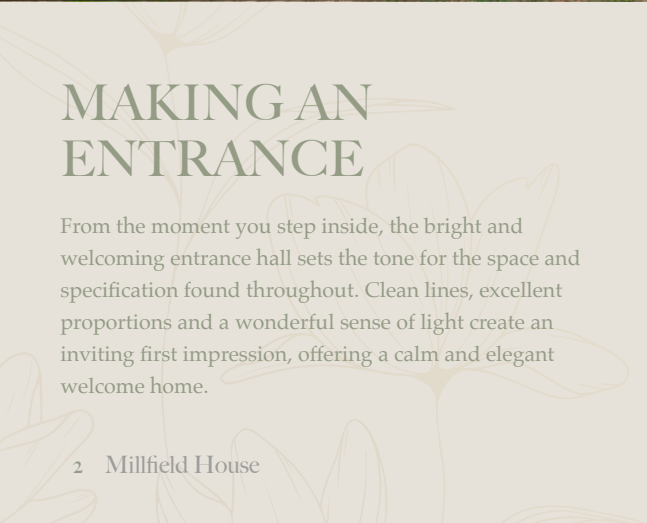 MAKING AN
ENTRANCE
From the moment you step inside, the bright and
welcoming entrance hall sets the tone for the space and
specification found throughout. Clean lines, excellent
proportions and a wonderful sense of light create an
inviting first impression, offering a calm and elegant
welcome home.
2 Millfield House